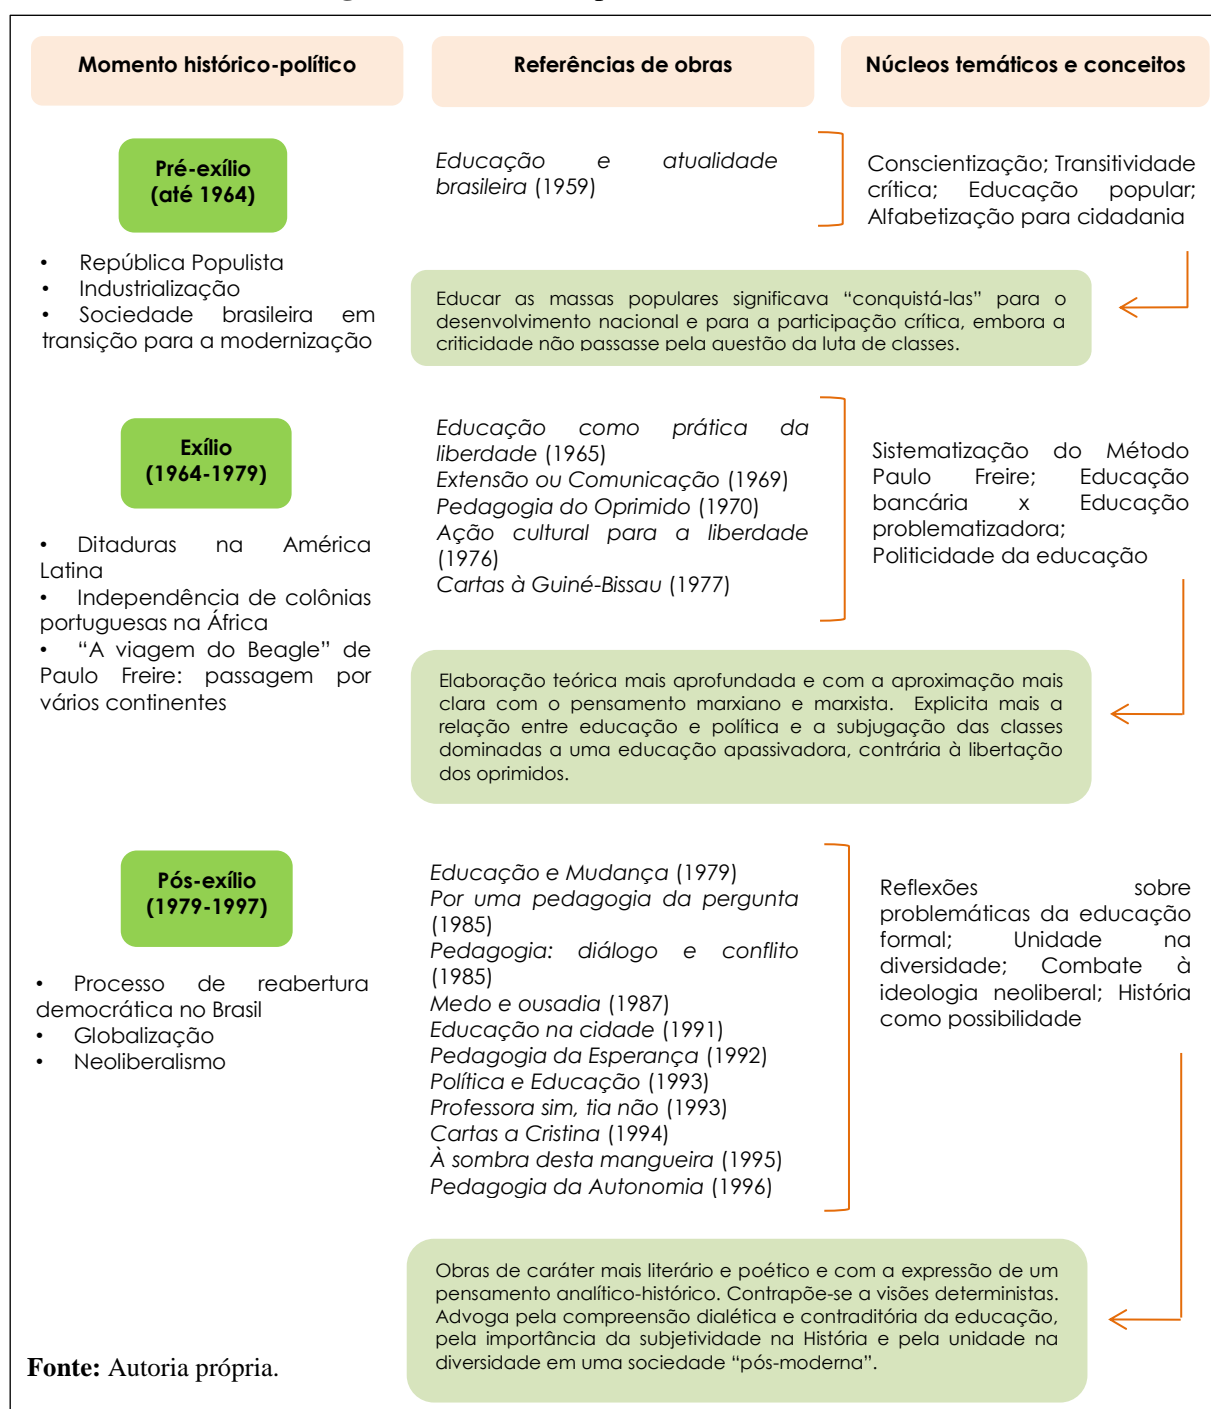 Momento histórico-político
Referências de obras
Núcleos temáticos e conceitos
Pré-exílio
(até 1964)
• República Populista
• Industrialização
• Sociedade brasileira em
transição para a modernização
Educação e atualidade
brasileira (1959)
Conscientização; Transitividade
crítica; Educação popular;
Alfabetização para cidadania
Educar as massas populares significava “conquistá-las” para o
desenvolvimento nacional e para a participação crítica, embora a
criticidade não passasse pela questão da luta de classes.
Exílio
(1964-1979)
• Ditaduras na América
Latina
• Independência de colônias
portuguesas na África
• “A viagem do Beagle” de
Paulo Freire: passagem por
vários continentes
Educação como prática da
liberdade (1965)
Extensão ou Comunicação (1969)
Pedagogia do Oprimido (1970)
Ação cultural para a liberdade
(1976)
Cartas à Guiné-Bissau (1977)
Sistematização do Método
Paulo Freire; Educação
bancária x Educação
problematizadora;
Politicidade da educação
Elaboração teórica mais aprofundada e com a aproximação mais
clara com o pensamento marxiano e marxista. Explicita mais a
relação entre educação e política e a subjugação das classes
dominadas a uma educação apassivadora, contrária à libertação
dos oprimidos.
Pós-exílio
(1979-1997)
• Processo de reabertura
democrática no Brasil
• Globalização
• Neoliberalismo
Educação e Mudança (1979)
Por uma pedagogia da pergunta
(1985)
Pedagogia: diálogo e conflito
(1985)
Medo e ousadia (1987)
Educação na cidade (1991)
Pedagogia da Esperança (1992)
Política e Educação (1993)
Professora sim, tia não (1993)
Cartas a Cristina (1994)
À sombra desta mangueira (1995)
Pedagogia da Autonomia (1996)
Reflexões sobre
problemáticas da educação
formal; Unidade na
diversidade; Combate à
ideologia neoliberal; História
como possibilidade
Obras de caráter mais literário e poético e com a expressão de um
pensamento analítico-histórico. Contrapõe-se a visões deterministas.
Advoga pela compreensão dialética e contraditória da educação,
pela importância da subjetividade na História e pela unidade na
diversidade em uma sociedade “pós-moderna”.
Fonte: Autoria própria.